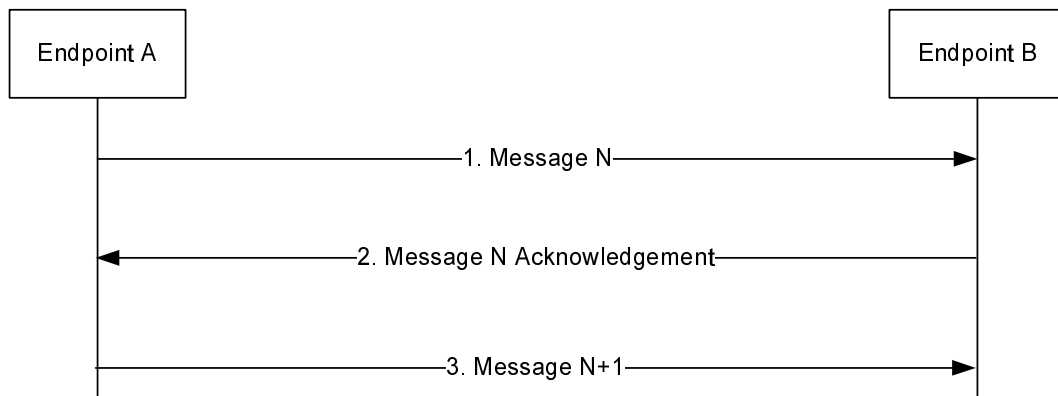 Endpoint A
Endpoint B
1. Message N
2. Message N Acknowledgement
3. Message N+1